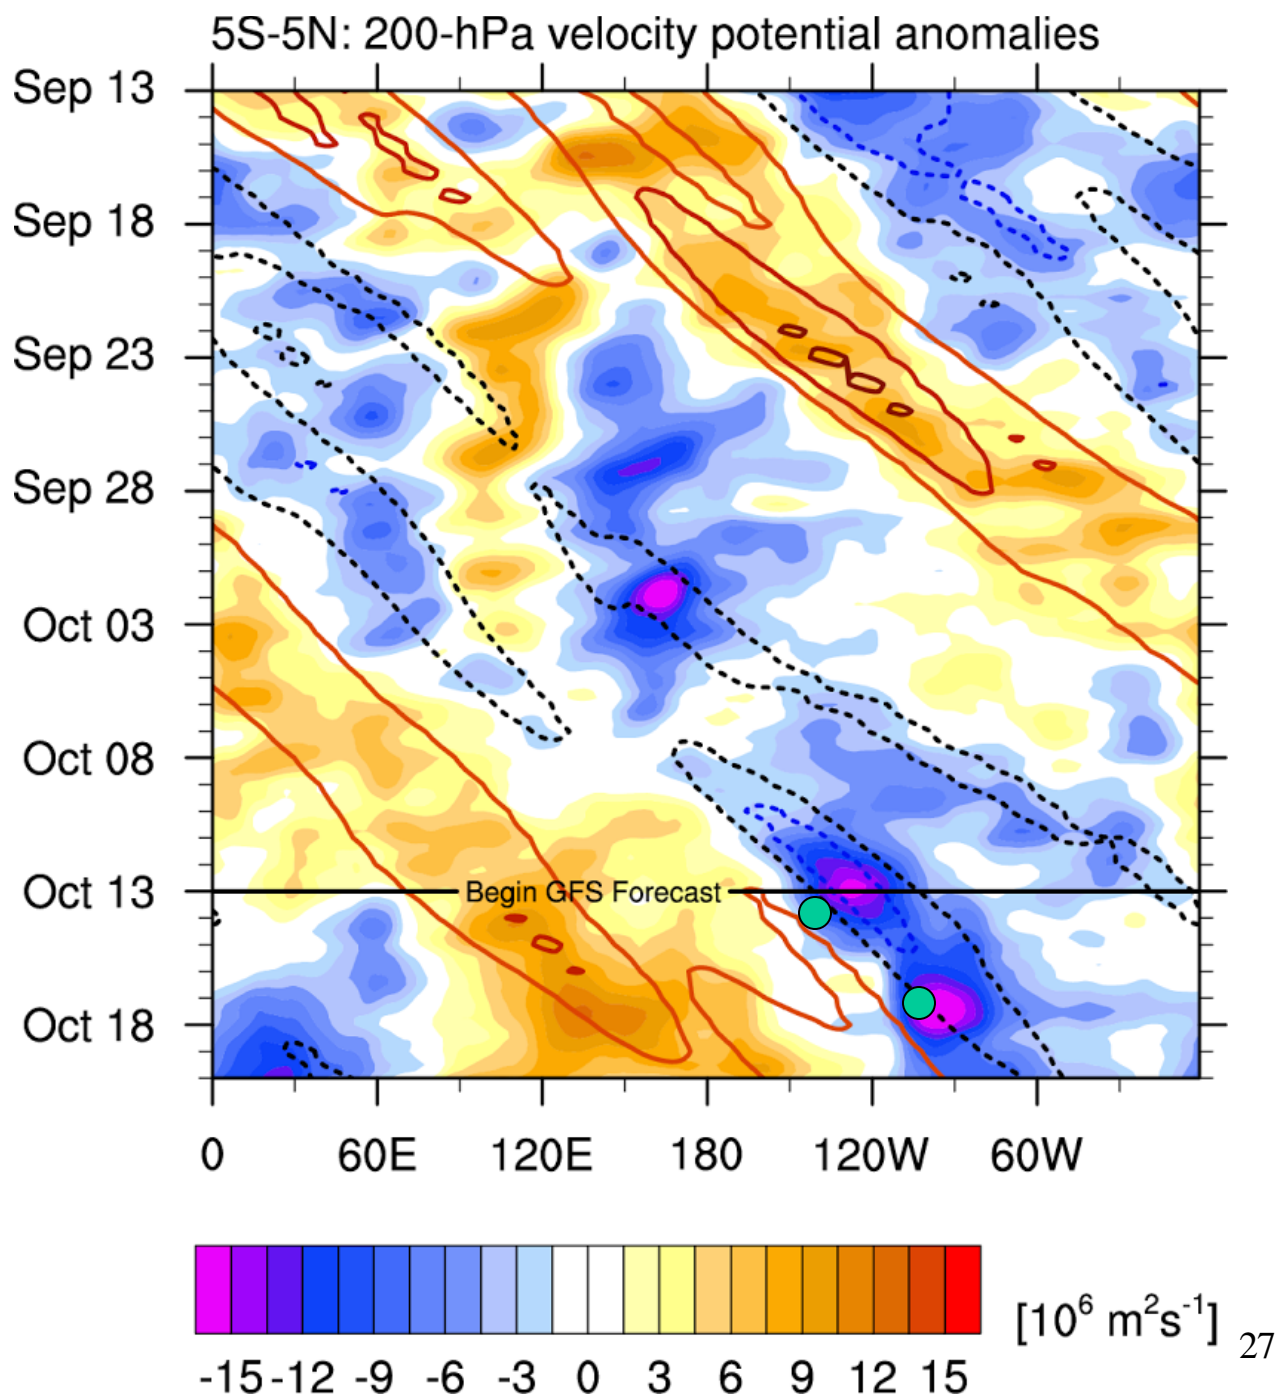 5S-5N: 200-hPa velocity potential anomalies
Sep 13
Sep 18
Sep 23
Sep 28
Oct 03
Oct 08
Oct 13
Begin GFS Forecast
Oct 18
0 60E 120E 180 120W 60W
-15 -12 -9 -6 -3 0 3 6 9 12 15
[10⁶ m²s⁻¹]
27